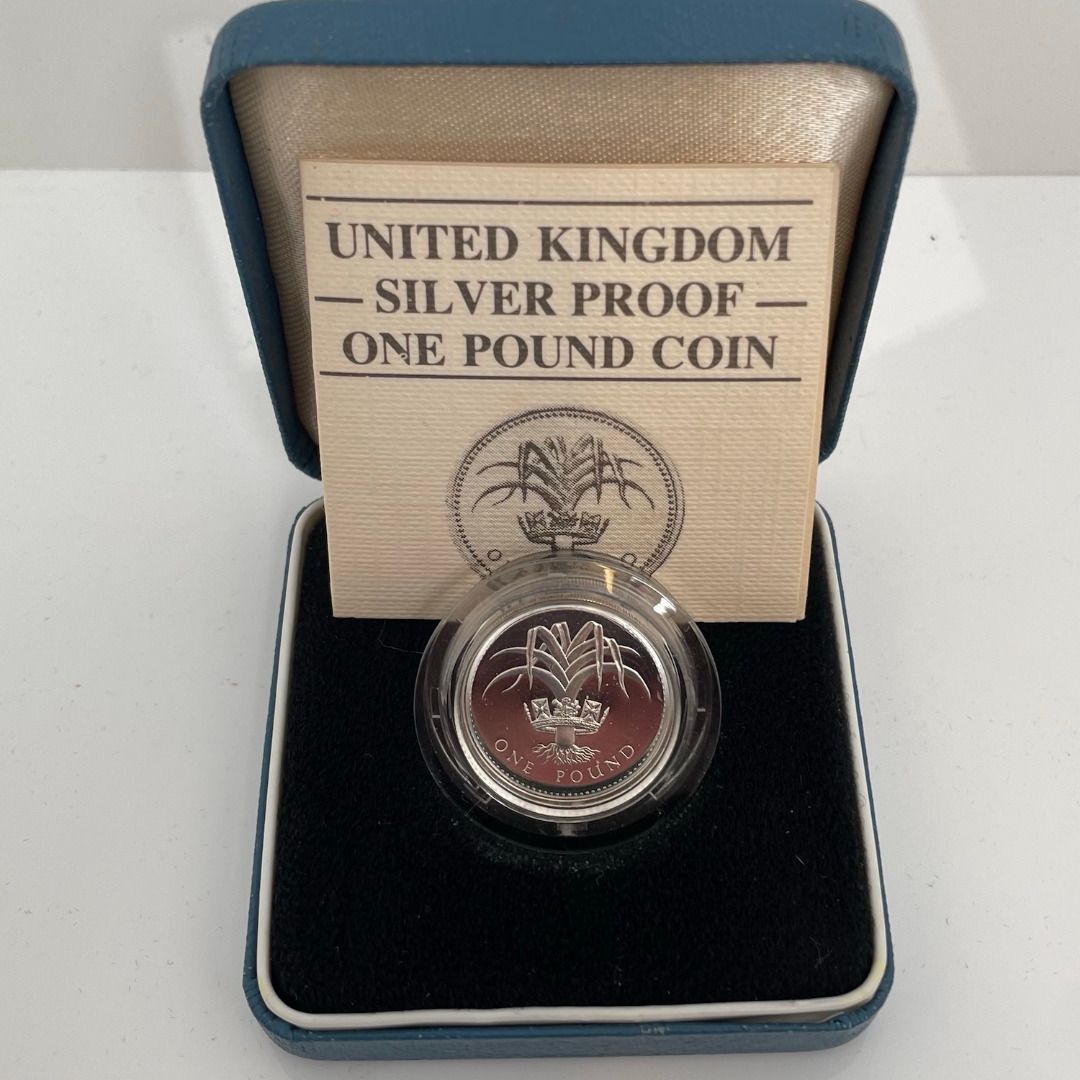 UNITED KINGDOM
SILVER PROOF
ONE POUND COIN
ONE POUND